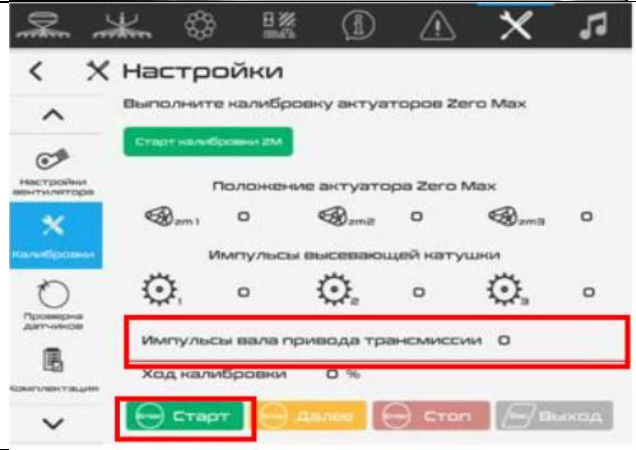 Настройки
Выполните калибровку актуаторов Zero Max
Старт калибровки ZM
Настройки вентилятора
Калибровки
Проверка датчиков
Комплектация
Положение актуатора Zero Max
zm1 0 zm2 0 zm3 0
Импульсы высевающей катушки
1 0 2 0 3 0
Импульсы вала привода трансмиссии 0
Ход калибровки 0 %
Старт Далее Стоп Esc Выход